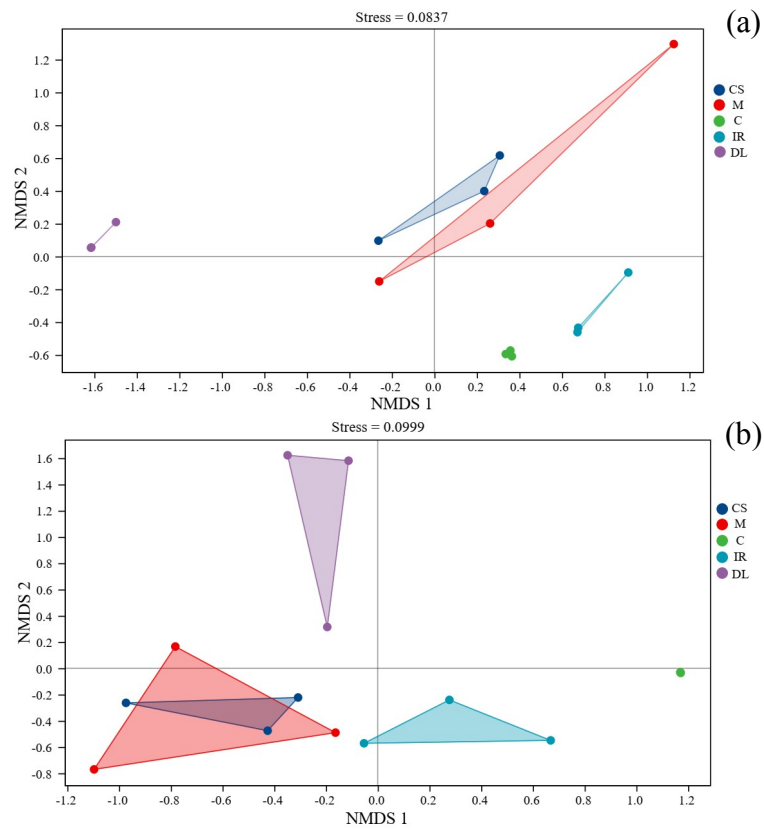 Stress = 0.0837
(a)
1.2
1.0
0.8
0.6
0.4
0.2
0.0
-0.2
-0.4
-0.6
NMDS 2
CS
M
C
IR
DL
-1.6 -1.4 -1.2 -1.0 -0.8 -0.6 -0.4 -0.2 0.0 0.2 0.4 0.6 0.8 1.0 1.2
NMDS 1
Stress = 0.0999
(b)
1.6
1.4
1.2
1.0
0.8
0.6
0.4
0.2
0.0
-0.2
-0.4
-0.6
-0.8
NMDS 2
CS
M
C
IR
DL
-1.2 -1.0 -0.8 -0.6 -0.4 -0.2 0.0 0.2 0.4 0.6 0.8 1.0 1.2
NMDS 1